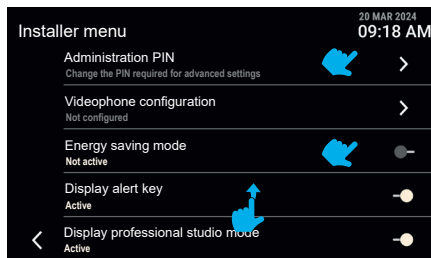 20 MAR 2024
Installer menu 09:18 AM
Administration PIN
Change the PIN required for advanced settings
Videophone configuration
Not configured
Energy saving mode
Not active
Display alert key
Active
Display professional studio mode
Active